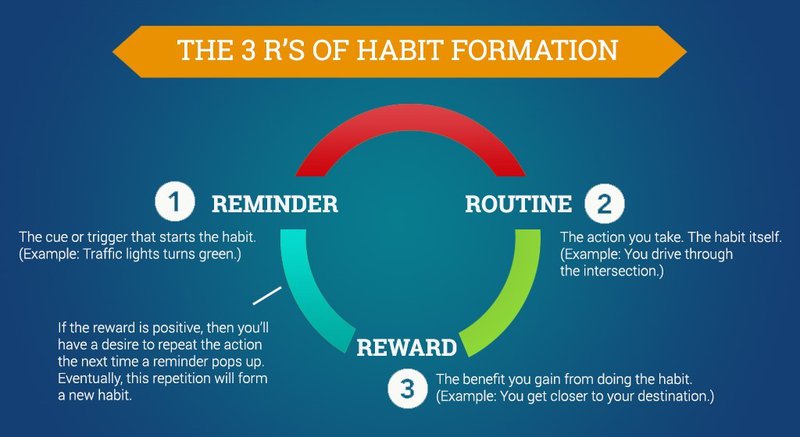 THE 3 R'S OF HABIT FORMATION
1 REMINDER
The cue or trigger that starts the habit.
(Example: Traffic lights turns green.)
ROUTINE 2
The action you take. The habit itself.
(Example: You drive through
the intersection.)
REWARD
3 The benefit you gain from doing the habit.
(Example: You get closer to your destination.)
If the reward is positive, then you'll
have a desire to repeat the action
the next time a reminder pops up.
Eventually, this repetition will form
a new habit.